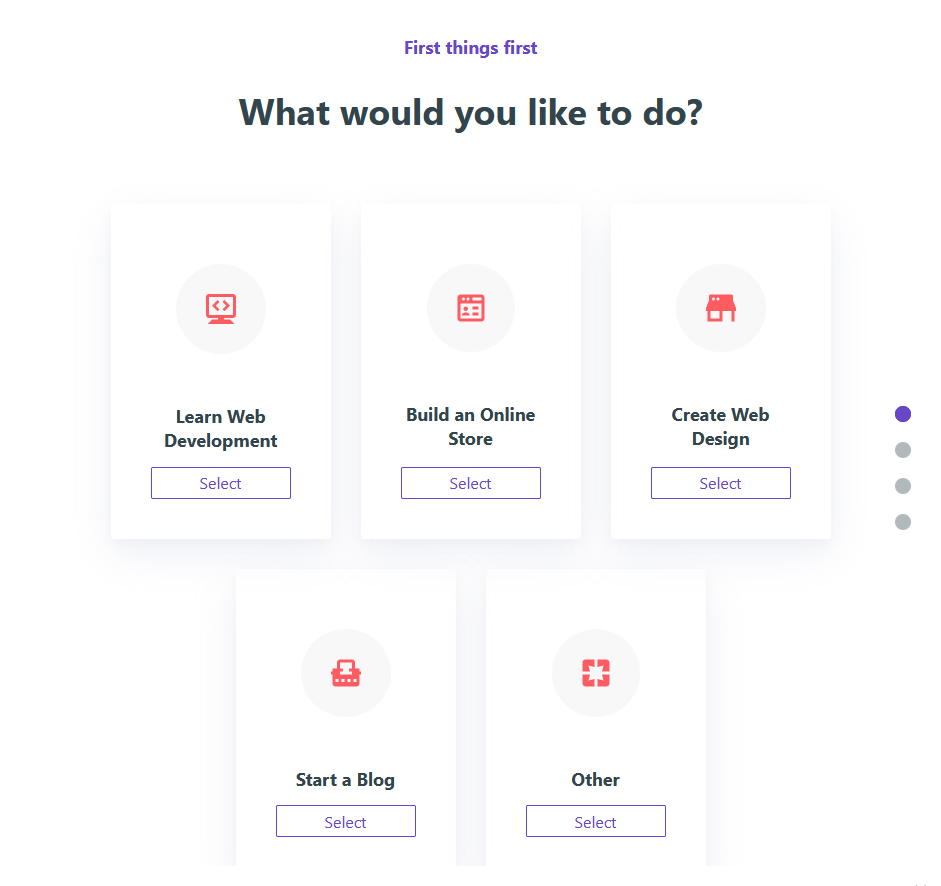 First things first
What would you like to do?
Learn Web
Development
Select
Build an Online
Store
Select
Create Web
Design
Select
Start a Blog
Select
Other
Select